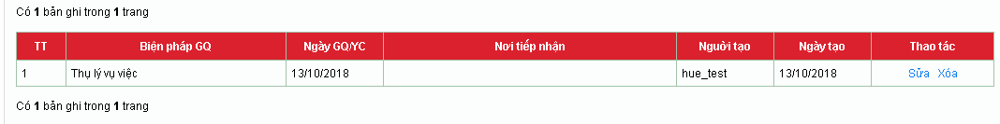 Có 1 bản ghi trong 1 trang
TT Biện pháp GQ Ngày GQ/YC Nơi tiếp nhận Người tạo Ngày tạo Thao tác
1 Thụ lý vụ việc 13/10/2018 hue_test 13/10/2018 Sửa Xóa
Có 1 bản ghi trong 1 trang